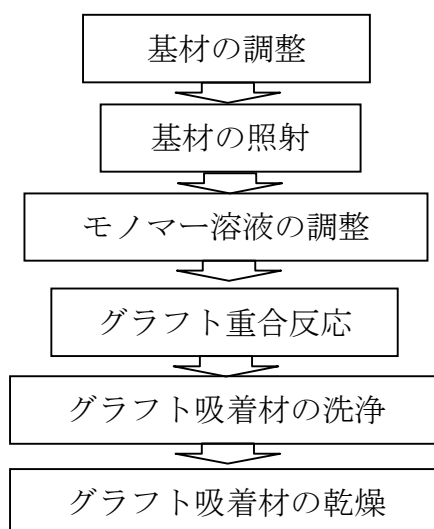 基材の調整
基材の照射
モノマー溶液の調整
グラフト重合反応
グラフト吸着材の洗浄
グラフト吸着材の乾燥